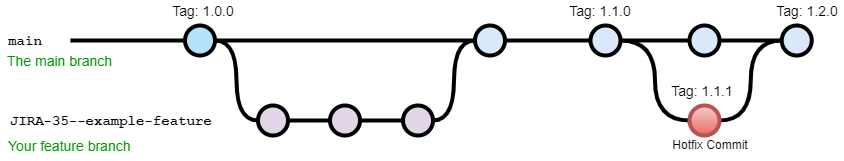 Tag: 1.0.0
Tag: 1.1.0
Tag: 1.2.0
main
The main branch
Tag: 1.1.1
JIRA-35--example-feature
Your feature branch
Hotfix Commit